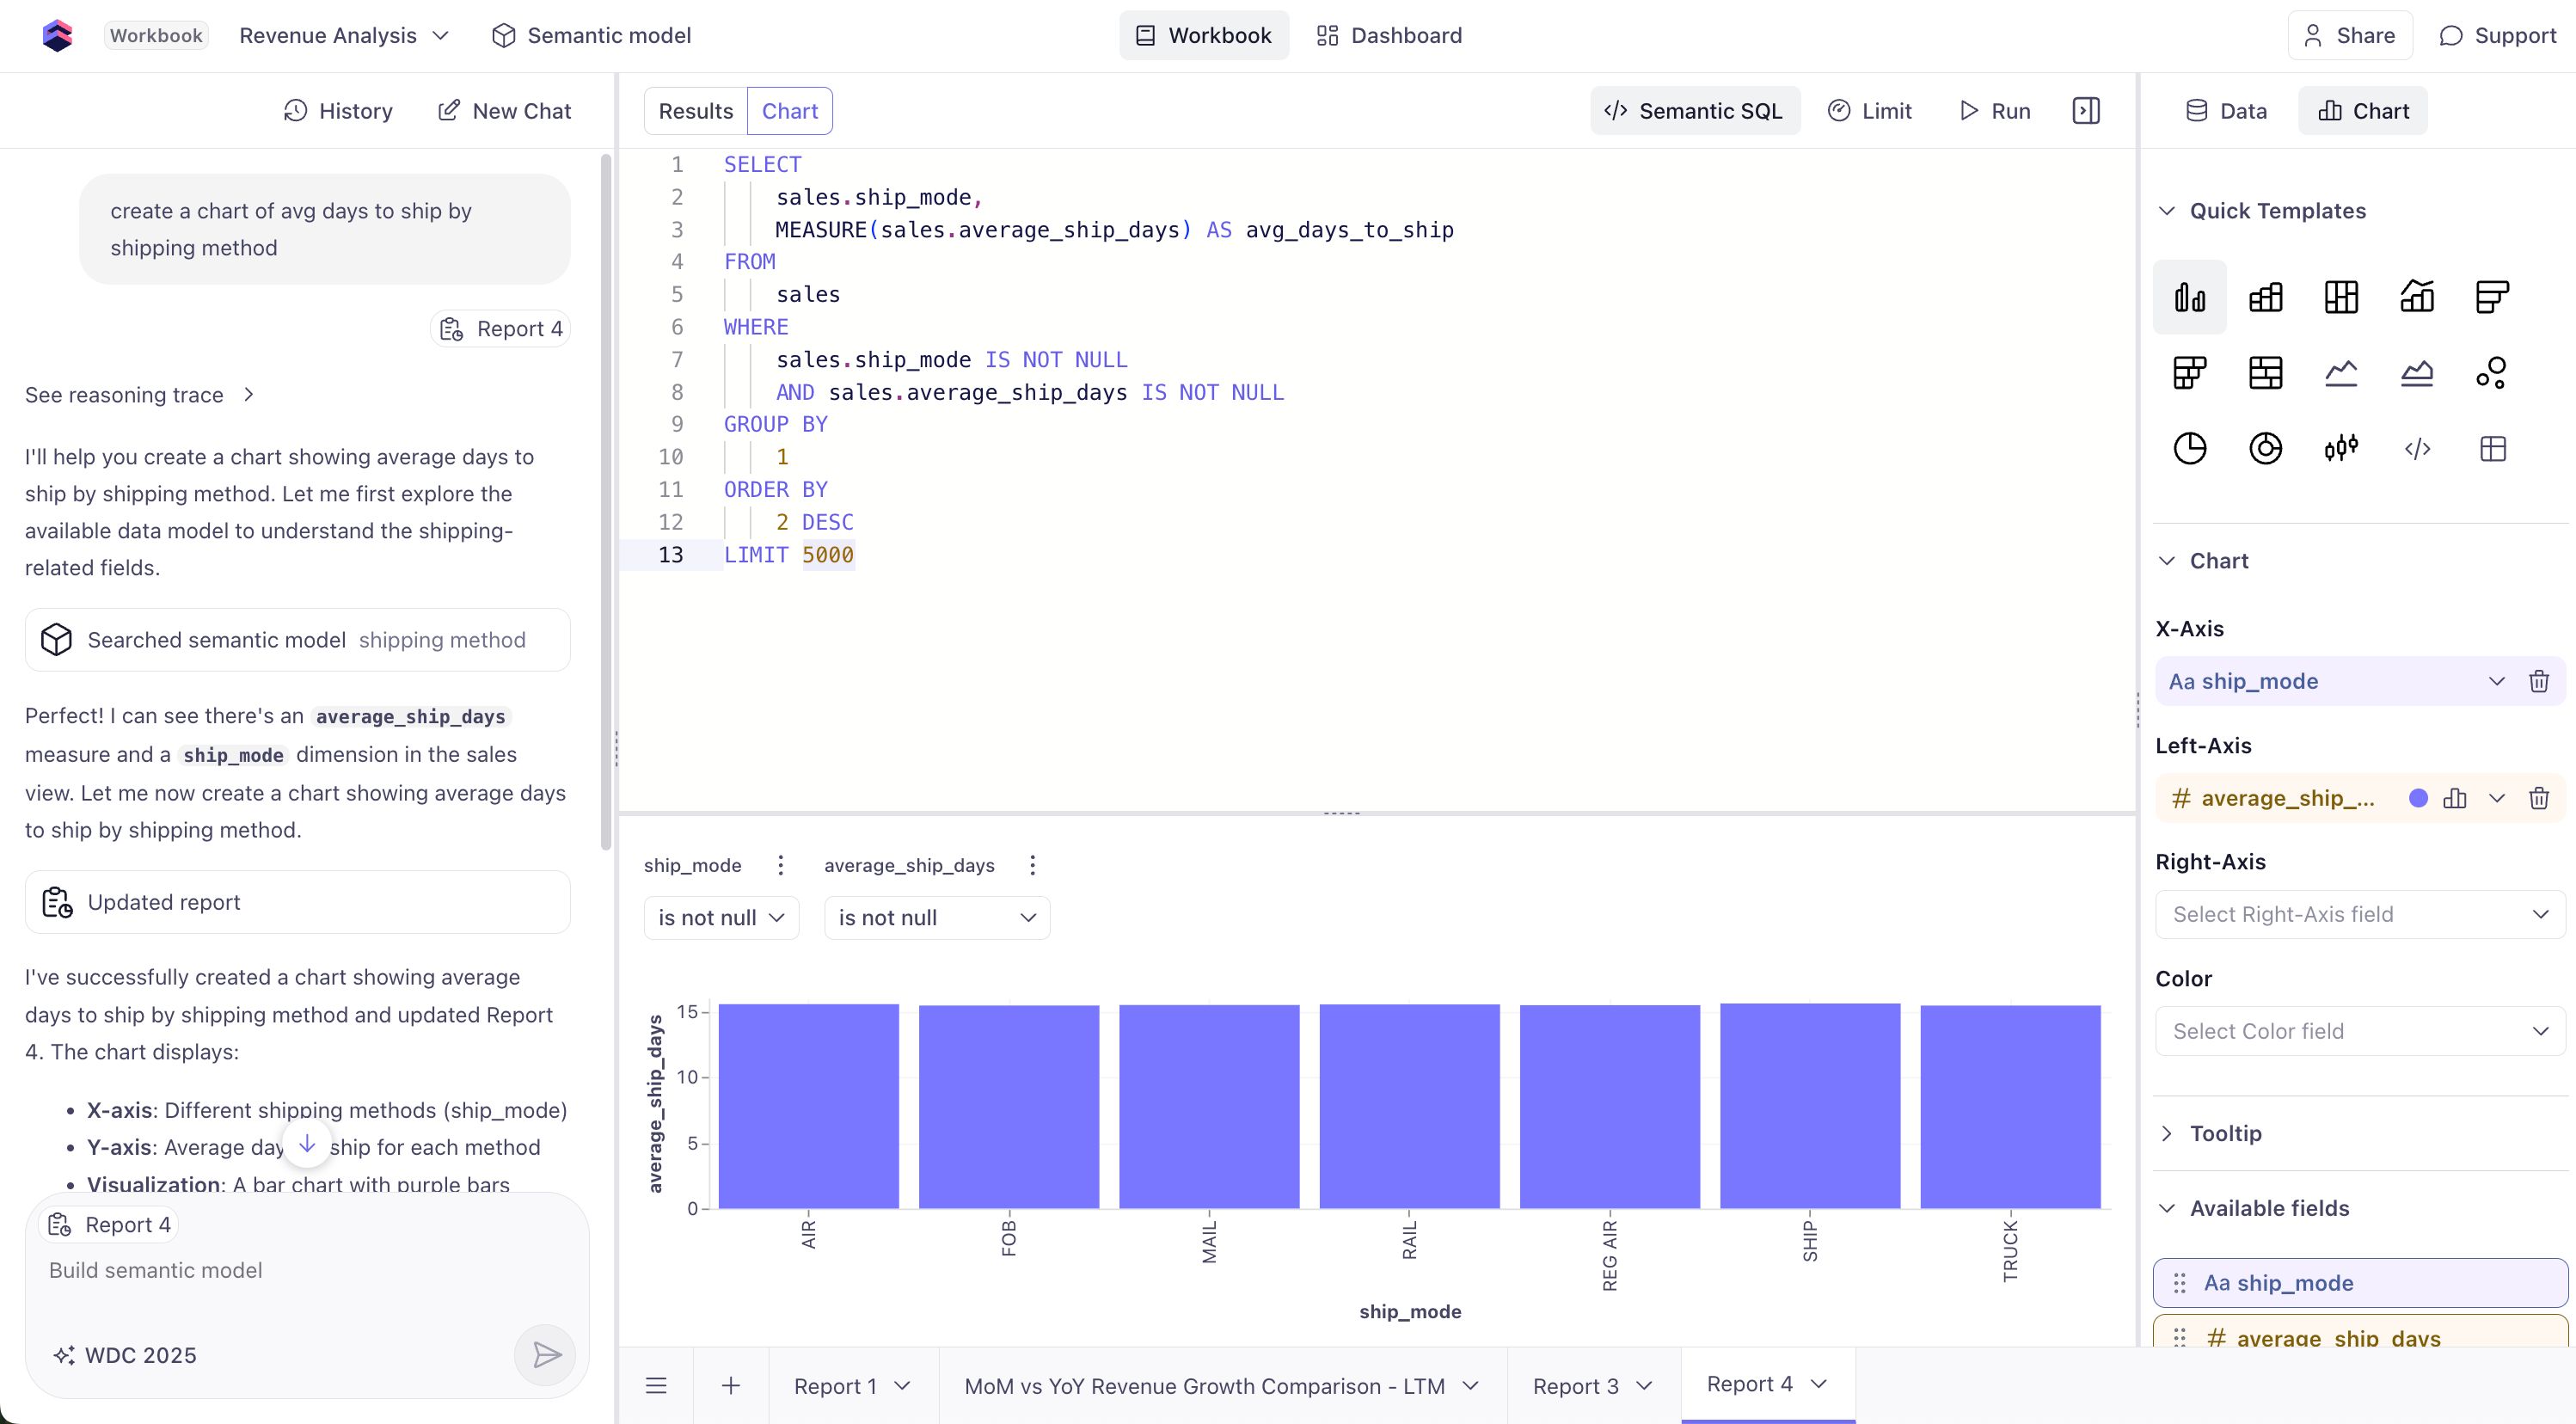 Workbook
Revenue Analysis
Semantic model
Workbook
Dashboard
Share
Support
History
New Chat
create a chart of avg days to ship by
shipping method
Report 4
See reasoning trace
I'll help you create a chart showing average days to
ship by shipping method. Let me first explore the
available data model to understand the shipping-
related fields.
Searched semantic model shipping method
Perfect! I can see there's an average_ship_days
measure and a ship_mode dimension in the sales
view. Let me now create a chart showing average days
to ship by shipping method.
Updated report
I've successfully created a chart showing average
days to ship by shipping method and updated Report
4. The chart displays:
• X-axis: Different shipping methods (ship_mode)
• Y-axis: Average day ship for each method
• Visualization: A bar chart with purple bars
Report 4
Build semantic model
WDC 2025
Results
Chart
Semantic SQL
Limit
Run
1 SELECT
2 sales.ship_mode,
3 MEASURE(sales.average_ship_days) AS avg_days_to_ship
4 FROM
5 sales
6 WHERE
7 sales.ship_mode IS NOT NULL
8 AND sales.average_ship_days IS NOT NULL
9 GROUP BY
10 1
11 ORDER BY
12 2 DESC
13 LIMIT 5000
ship_mode
average_ship_days
is not null
is not null
average_ship_days
15
10
5
0
AIR
FOB
MAIL
RAIL
REG AIR
SHIP
TRUCK
ship_mode
Report 1
MoM vs YoY Revenue Growth Comparison - LTM
Report 3
Report 4
Data
Chart
Quick Templates
Chart
X-Axis
Aa ship_mode
Left-Axis
# average_ship_...
Right-Axis
Select Right-Axis field
Color
Select Color field
Tooltip
Available fields
Aa ship_mode
# average_ship_days